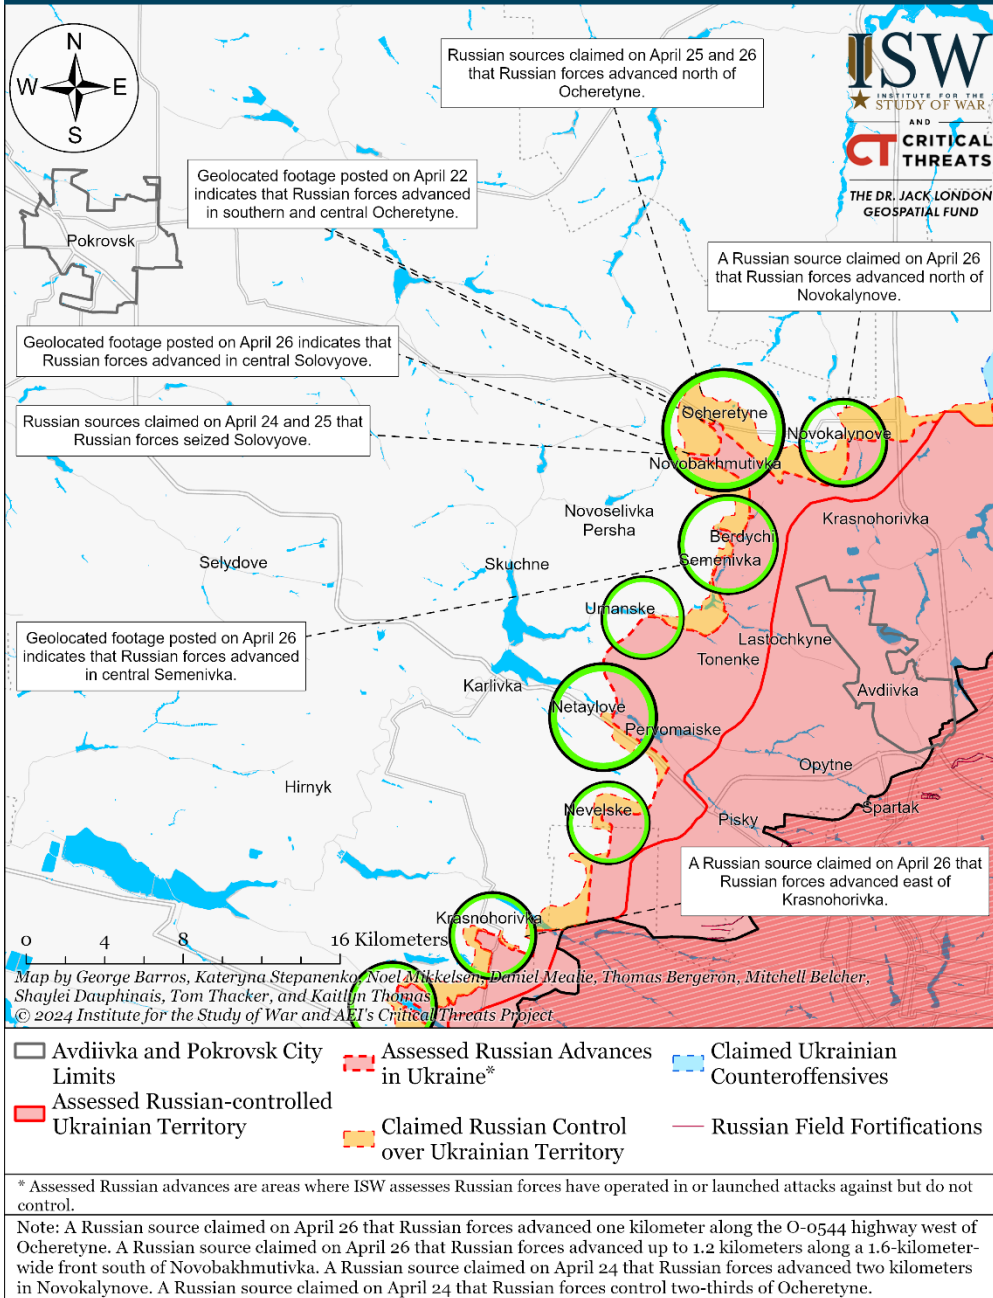 N
W
E
S
Russian sources claimed on April 25 and 26
that Russian forces advanced north of
Ocheretyne.
ISW
INSTITUTE FOR THE
STUDY OF WAR
AND
CT CRITICAL
THREATS
THE DR. JACK LONDON
GEOSPATIAL FUND
Geolocated footage posted on April 22
indicates that Russian forces advanced
in southern and central Ocheretyne.
Pokrovsk
A Russian source claimed on April 26
that Russian forces advanced north of
Novokalynove.
Geolocated footage posted on April 26 indicates that
Russian forces advanced in central Solovyove.
Russian sources claimed on April 24 and 25 that
Russian forces seized Solovyove.
Ocheretyne
Novokalynove
Novobakhmutivka
Novoselivka
Persha
Krasnohorivka
Berdychi
Semenivka
Selydove
Skuchne
Umanske
Geolocated footage posted on April 26
indicates that Russian forces advanced
in central Semenivka.
Lastochkyne
Tonenke
Karlivka
Avdiivka
Netaylove
Pervomaiske
Opytne
Hirnyk
Nevelske
Spartak
Pisky
A Russian source claimed on April 26 that
Russian forces advanced east of
Krasnohorivka.
Krasnohorivka
0 4 8 16 Kilometers
Map by George Barros, Kateryna Stepanenko, Noel Mikkelsen, Daniel Mealie, Thomas Bergeron, Mitchell Belcher,
Shaylei Dauphinais, Tom Thacker, and Kaitlyn Thomas
© 2024 Institute for the Study of War and AEI's Critical Threats Project
Avdiivka and Pokrovsk City
Limits
Assessed Russian-controlled
Ukrainian Territory
Assessed Russian Advances
in Ukraine*
Claimed Russian Control
over Ukrainian Territory
Claimed Ukrainian
Counteroffensives
Russian Field Fortifications
* Assessed Russian advances are areas where ISW assesses Russian forces have operated in or launched attacks against but do not
control.
Note: A Russian source claimed on April 26 that Russian forces advanced one kilometer along the O-0544 highway west of
Ocheretyne. A Russian source claimed on April 26 that Russian forces advanced up to 1.2 kilometers along a 1.6-kilometer-
wide front south of Novobakhmutivka. A Russian source claimed on April 24 that Russian forces advanced two kilometers
in Novokalynove. A Russian source claimed on April 24 that Russian forces control two-thirds of Ocheretyne.